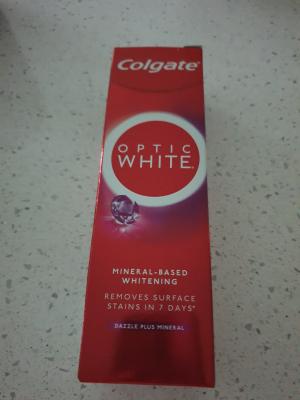 Colgate®
OPTIC
WHITE®
MINERAL-BASED
WHITENING
REMOVES SURFACE
STAINS IN 7 DAYS*
DAZZLE PLUS MINERAL